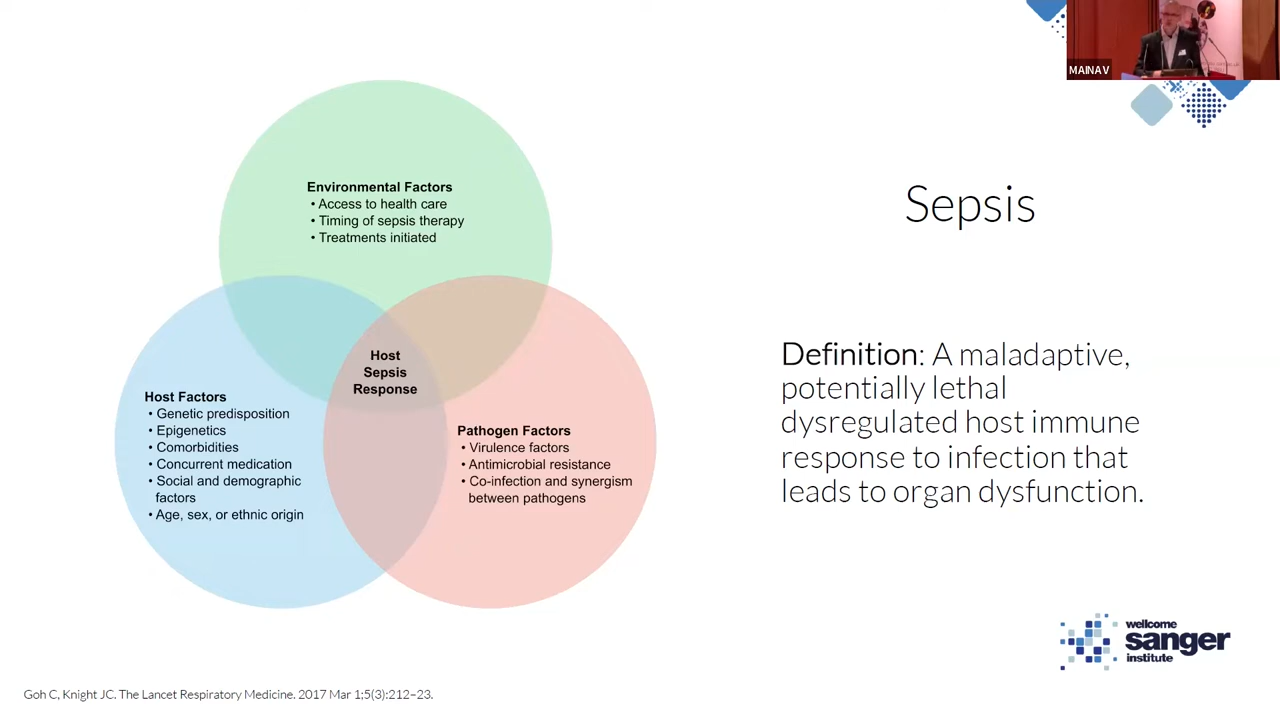 MAINAV
Environmental Factors
• Access to health care
• Timing of sepsis therapy
• Treatments initiated
Host
Sepsis
Response
Host Factors
• Genetic predisposition
• Epigenetics
• Comorbidities
• Concurrent medication
• Social and demographic
factors
• Age, sex, or ethnic origin
Pathogen Factors
• Virulence factors
• Antimicrobial resistance
• Co-infection and synergism
between pathogens
Sepsis
Definition: A maladaptive,
potentially lethal
dysregulated host immune
response to infection that
leads to organ dysfunction.
wellcome
sanger
institute
Goh C, Knight JC. The Lancet Respiratory Medicine. 2017 Mar 1;5(3):212–23.